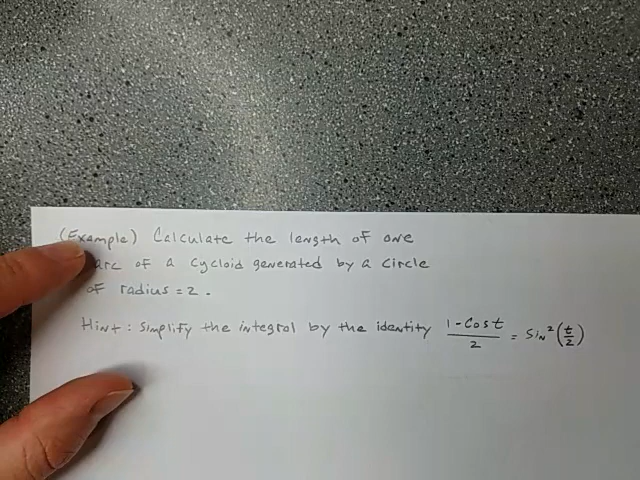 (Example) Calculate the length of one
arc of a cycloid generated by a circle
of radius = 2.
Hint: Simplify the integral by the identity (1 - Cos t)/2 = Sin²(t/2)